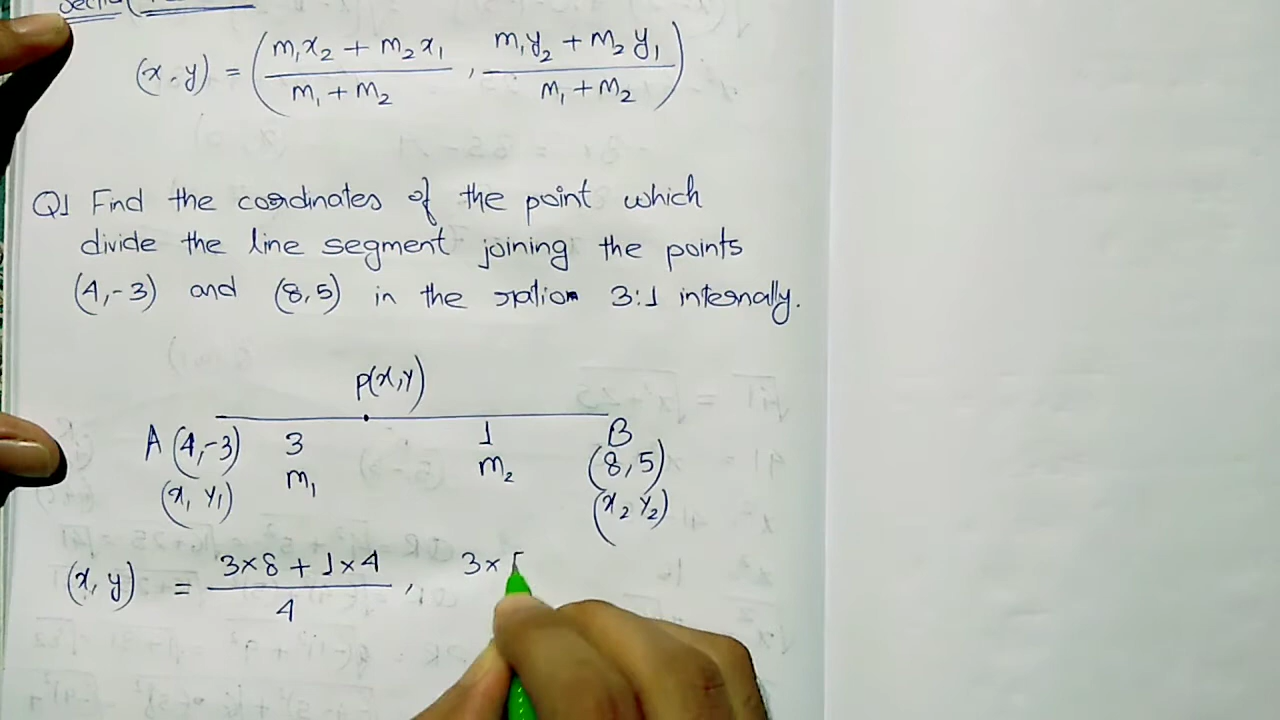 (x, y) = (m₁x₂ + m₂x₁ / m₁ + m₂ , m₁y₂ + m₂y₁ / m₁ + m₂)
Q1 Find the coordinates of the point which
divide the line segment joining the points
(4,-3) and (8,5) in the ration 3:1 internally.
P(x,y)
A (4,-3) 3 1 B
(8,5)
m₁ m₂
(x, y₁) (x₂ y₂)
(x, y) = 3×8 + 1×4 / 4 , 3×5